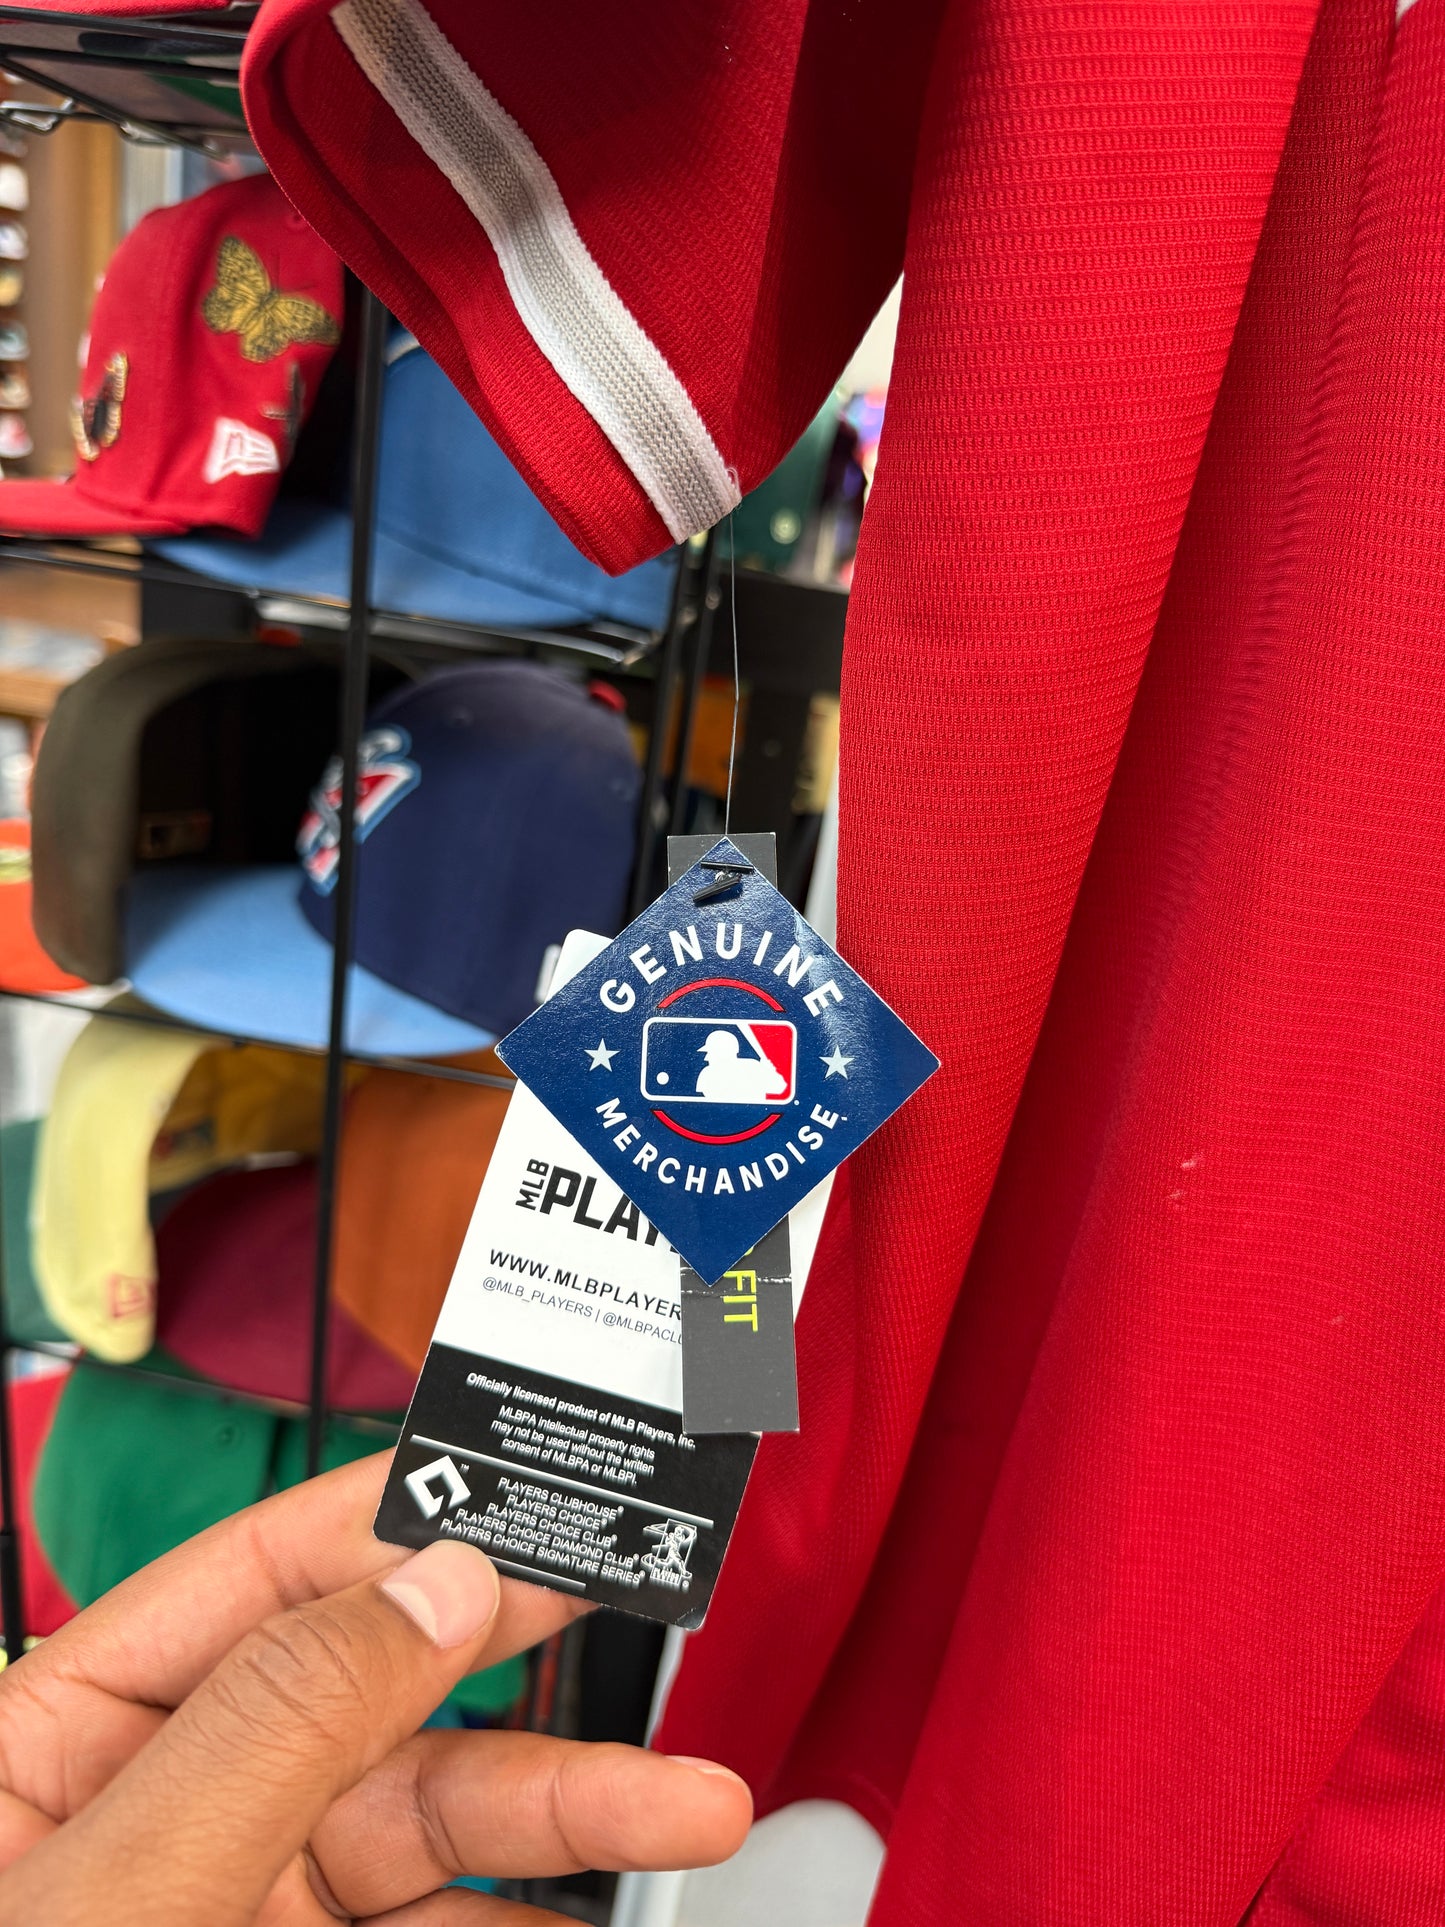 GENUINE
MERCHANDISE
MLB
WWW.MLBPLAYER
@MLB_PLAYERS | @MLBPACLU
FIT
Officially licensed product of MLB Players, Inc.
MLBPA intellectual property rights
may not be used without the written
consent of MLBPA or MLBPI.
PLAYERS CLUBHOUSE®
PLAYERS CHOICE®
PLAYERS CHOICE CLUB®
PLAYERS CHOICE DIAMOND CLUB®
PLAYERS CHOICE SIGNATURE SERIES®